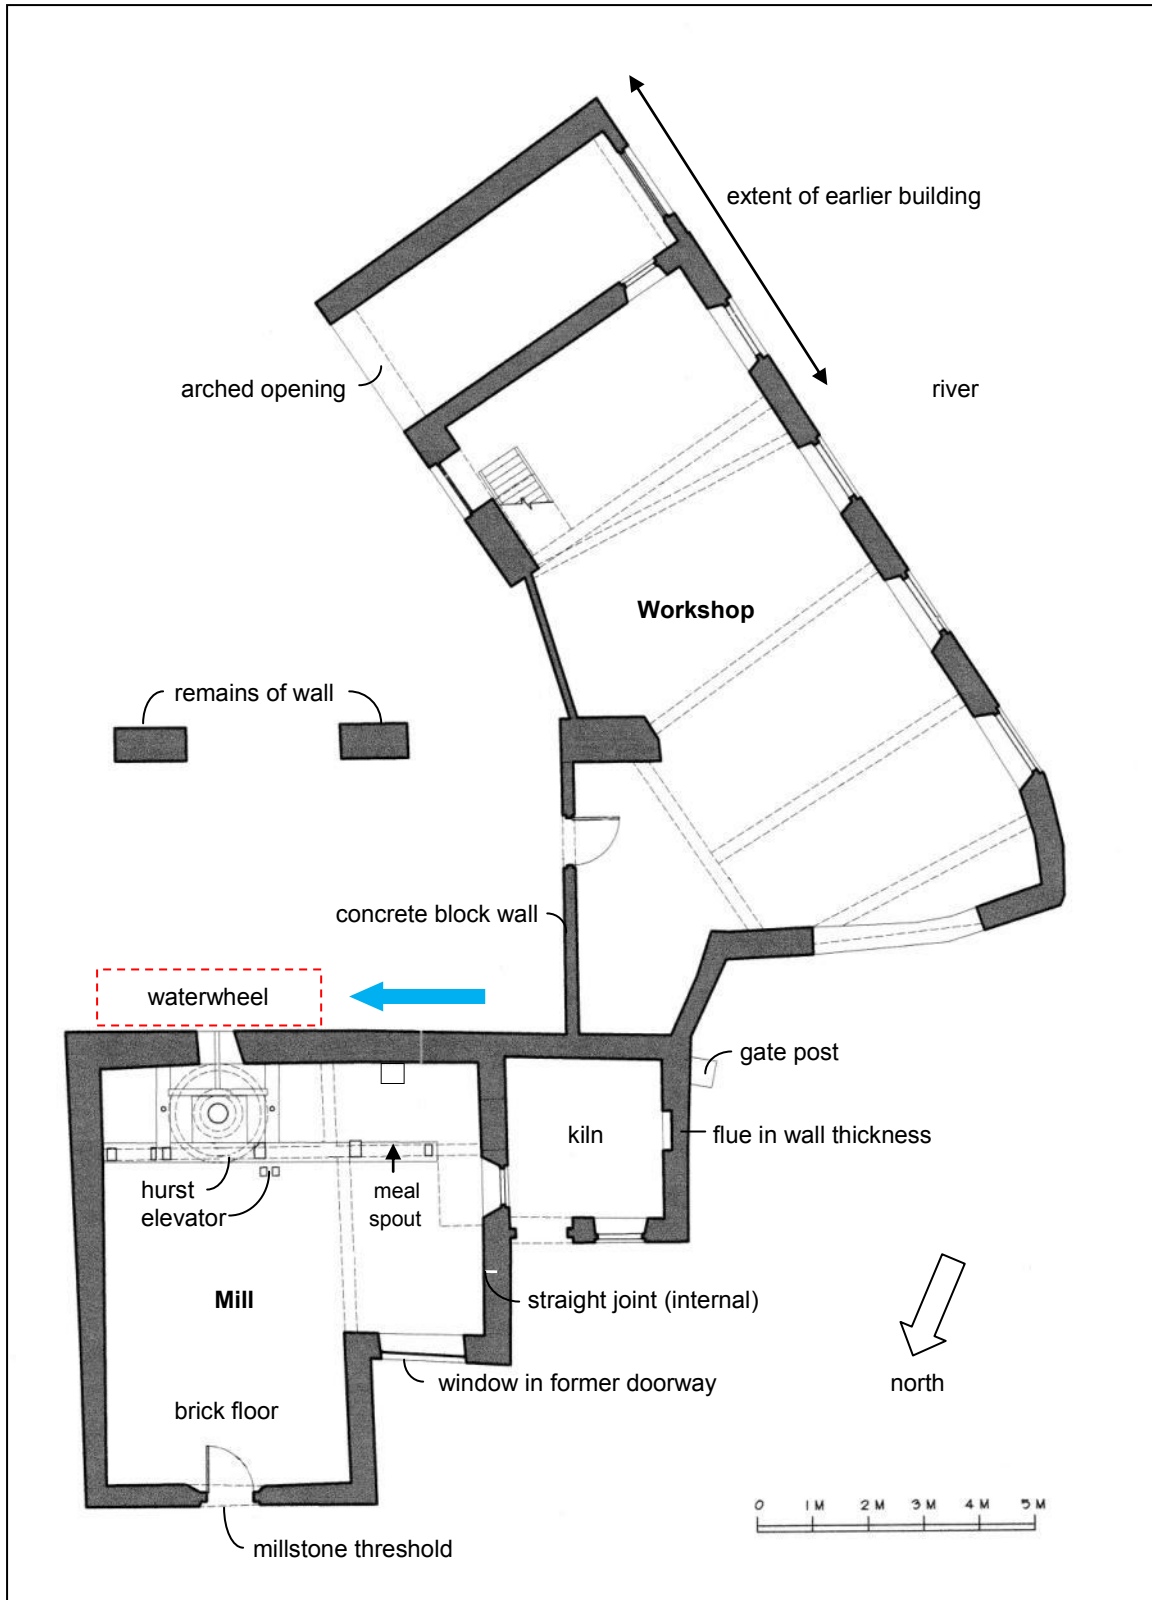 extent of earlier building
arched opening
river
Workshop
remains of wall
concrete block wall
waterwheel
gate post
kiln
flue in wall thickness
hurst
elevator
meal
spout
Mill
straight joint (internal)
window in former doorway
north
brick floor
0 1M 2M 3M 4M 5M
millstone threshold